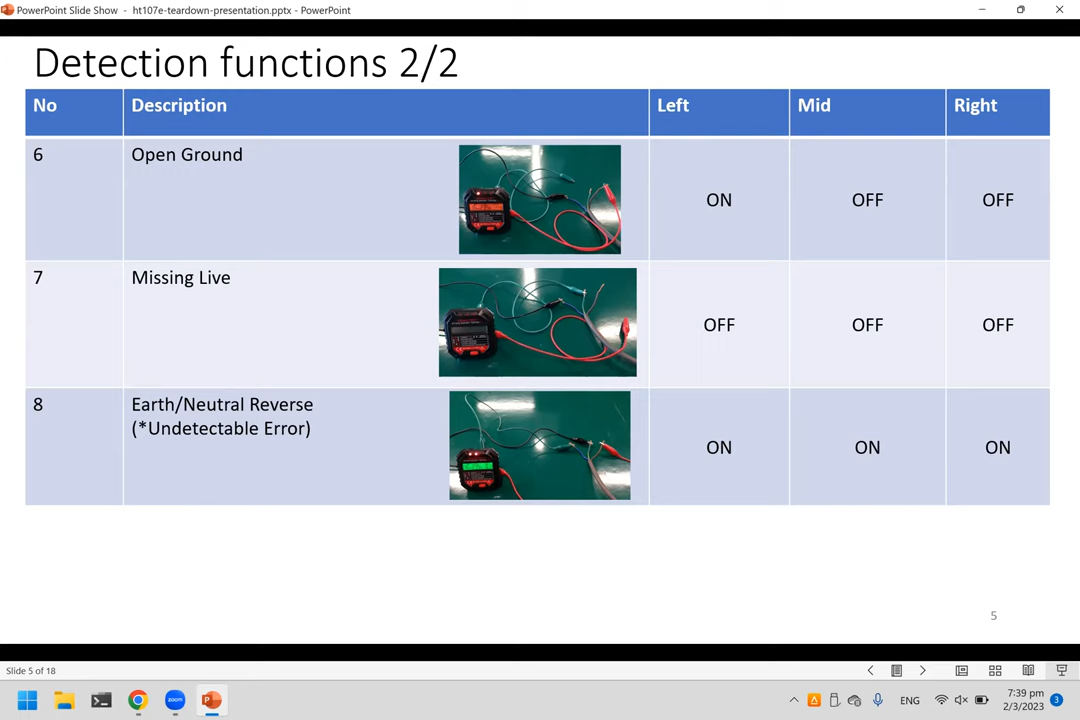 PowerPoint Slide Show - ht107e-teardown-presentation.pptx - PowerPoint
Detection functions 2/2
No Description Left Mid Right
6 Open Ground ON OFF OFF
7 Missing Live OFF OFF OFF
8 Earth/Neutral Reverse
(*Undetectable Error) ON ON ON
5
Slide 5 of 18
zoom
ENG
7:39 pm
2/3/2023
3